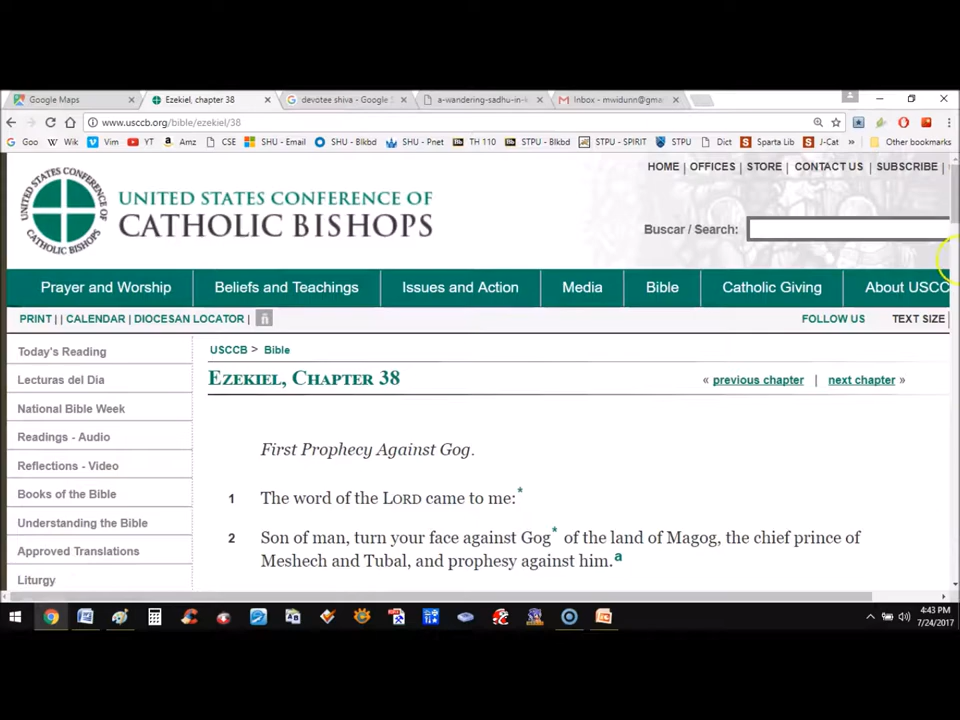 Google Maps
Ezekiel, chapter 38
devotee shiva - Google S
a-wandering-sadhu-in-k
Inbox - mwidunn@gma
www.usccb.org/bible/ezekiel/38
Goo W Vim YT Amz CSE SHU - Email SHU - Blkbd SHU - Pnet TH 110 STPU - Blkbd STPU - SPIRIT STPU Dict Sparta Lib J-Cat » Other bookmarks
HOME | OFFICES | STORE | CONTACT US | SUBSCRIBE
UNITED STATES CONFERENCE OF CATHOLIC BISHOPS
UNITED STATES CONFERENCE OF
CATHOLIC BISHOPS
Buscar / Search:
Prayer and Worship Beliefs and Teachings Issues and Action Media Bible Catholic Giving About USCC
PRINT | | CALENDAR | DIOCESAN LOCATOR | ñ FOLLOW US TEXT SIZE
Today's Reading
Lecturas del Dia
National Bible Week
Readings - Audio
Reflections - Video
Books of the Bible
Understanding the Bible
Approved Translations
Liturgy
USCCB > Bible
EZEKIEL, CHAPTER 38
« previous chapter | next chapter »
First Prophecy Against Gog.
1 The word of the LORD came to me:*
2 Son of man, turn your face against Gog* of the land of Magog, the chief prince of
Meshech and Tubal, and prophesy against him.a
4:43 PM
7/24/2017